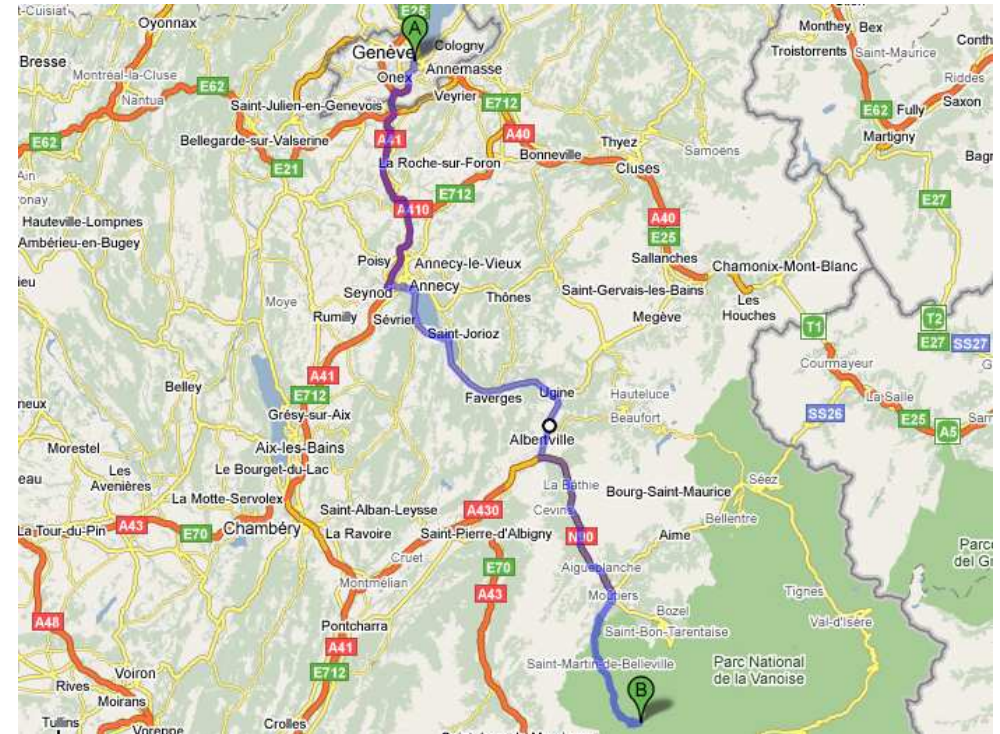 t-Cuisiat
Oyonnax
E25
A
Monthey
Bex
Genève
Cologny
Troistorrents
Saint-Maurice
Conth
Bresse
Montréal-la-Cluse
Onex
Annemasse
Riddes
Nantua
E62
Saint-Julien-en-Genevois
Veyrier
E712
E62
Fully
Saxon
E62
Bellegarde-sur-Valserine
A41
A40
Thyez
Samoëns
Martigny
Bonneville
Cluses
Bagr
E21
La Roche-sur-Foron
E712
E27
Hauteville-Lompnes
A410
A40
Ambérieu-en-Bugey
E25
Poisy
Annecy-le-Vieux
Sallanches
Chamonix-Mont-Blanc
Seynod
Annecy
Thônes
Saint-Gervais-les-Bains
Les
Houches
Moye
Rumilly
Sévrier
Megève
T1
T2
Saint-Jorioz
E27
SS27
Courmayeur
A41
E712
Belley
Faverges
Ugine
Hauteluce
La Salle
Grésy-sur-Aix
Beaufort
SS26
E25
A5
Morestel
Aix-les-Bains
Albertville
Les
Avenières
Le Bourget-du-Lac
La Bâthie
Séez
La Motte-Servolex
Saint-Alban-Leysse
A430
Cevins
Bourg-Saint-Maurice
La-Tour-du-Pin
A43
E70
Chambéry
La Ravoire
Saint-Pierre-d'Albigny
N90
Aime
Bellentre
Cruet
E70
Aigueblanche
Parc
del Gr
Montmélian
A43
Moûtiers
Tignes
A48
Pontcharra
Bozel
Val-d'Isère
A41
Saint-Bon-Tarentaise
E712
Saint-Martin-de-Belleville
Parc National
de la Vanoise
Voiron
B
Rives
Moirans
Tullins
Voreppe
Crolles